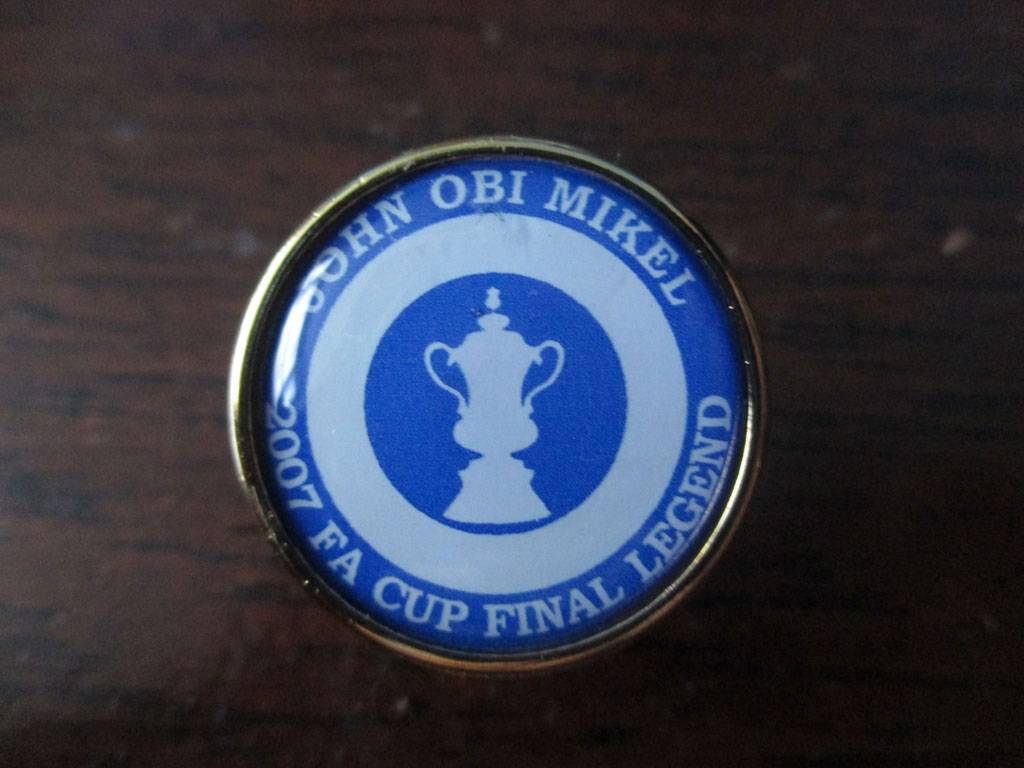 JOHN OBI MIKEL
2007 FA CUP FINAL LEGEND